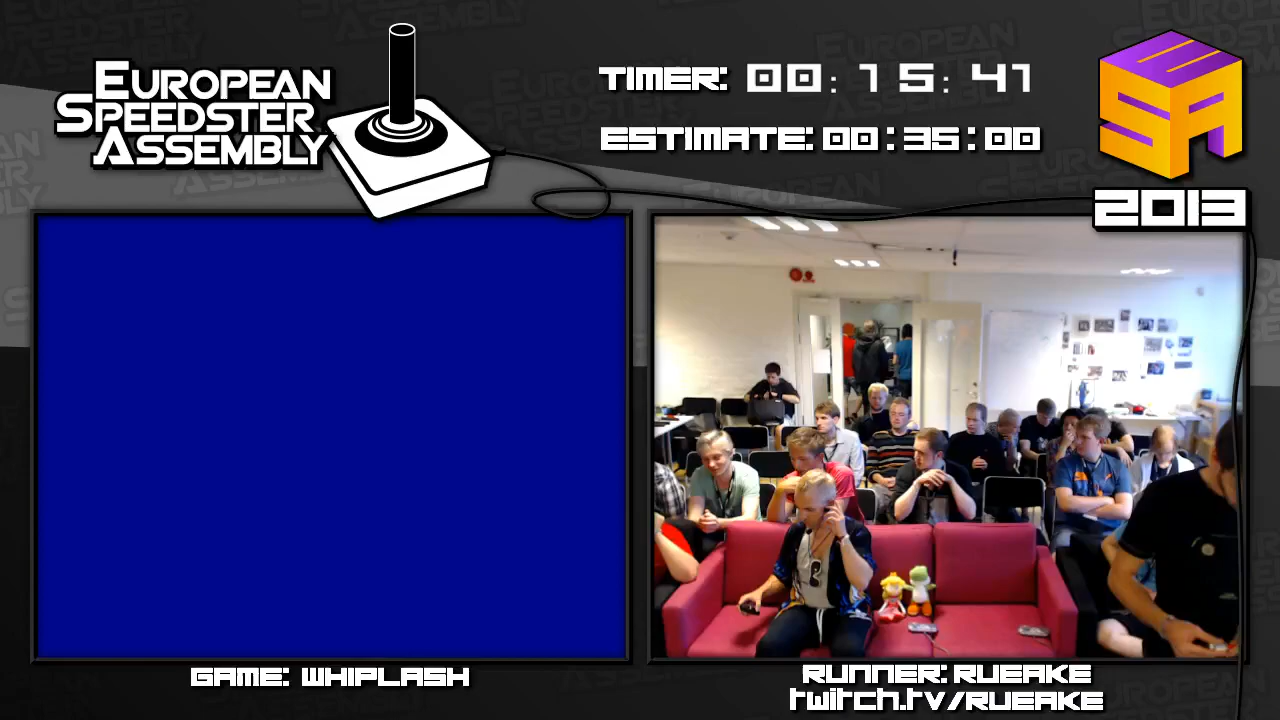 EUROPEAN
SPEEDSTER
ASSEMBLY
TIMER: 00:15:41
ESTIMATE: 00:35:00
ESA
2013
GAME: WHIPLASH
RUNNER: RUEAKE
TWITCH.TV/RUEAKE